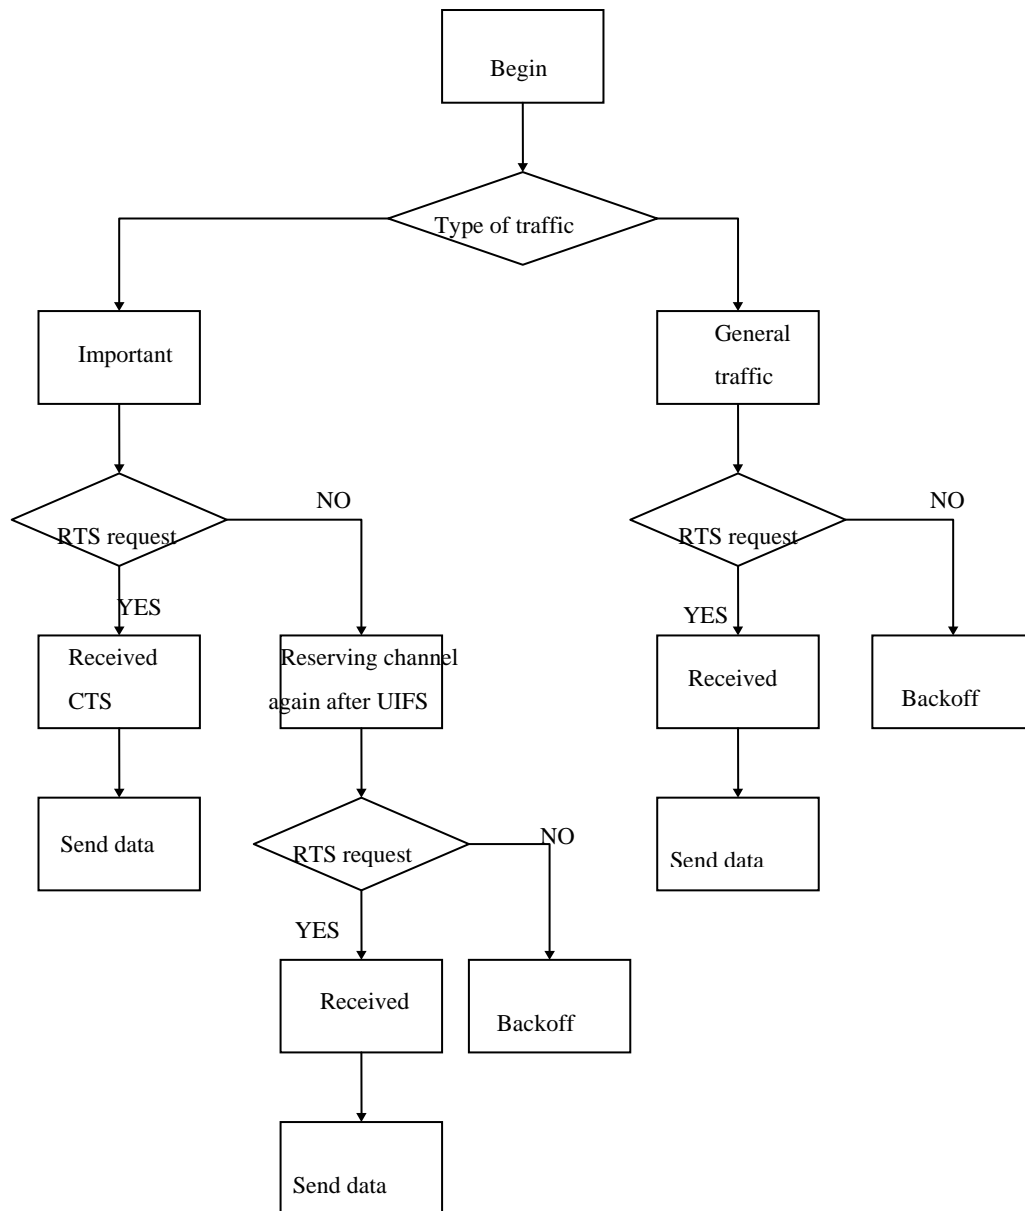 Begin
Type of traffic
Important
General
traffic
NO
NO
RTS request
RTS request
YES
YES
Received
CTS
Reserving channel
again after UIFS
Received
Backoff
Send data
RTS request
NO
Send data
YES
Received
Backoff
Send data